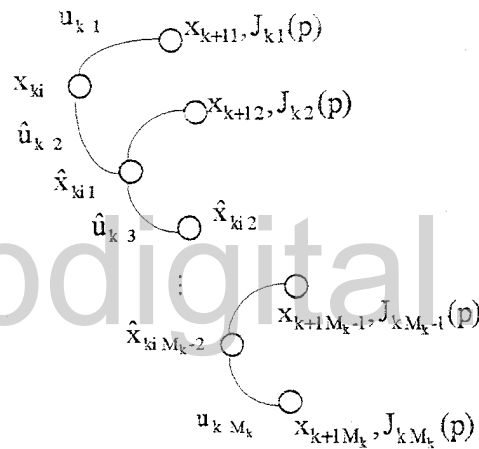 u_{k 1}
x_{k+1 1}, J_{k 1}(p)
x_{ki}
x_{k+1 2}, J_{k 2}(p)
û_{k 2}
x̂_{ki 1}
û_{k 3}
x̂_{ki 2}
odigital
⋮
x_{k+1 M_k-1}, J_{k M_k-1}(p)
x̂_{ki M_k-2}
u_{k M_k}
x_{k+1 M_k}, J_{k M_k}(p)